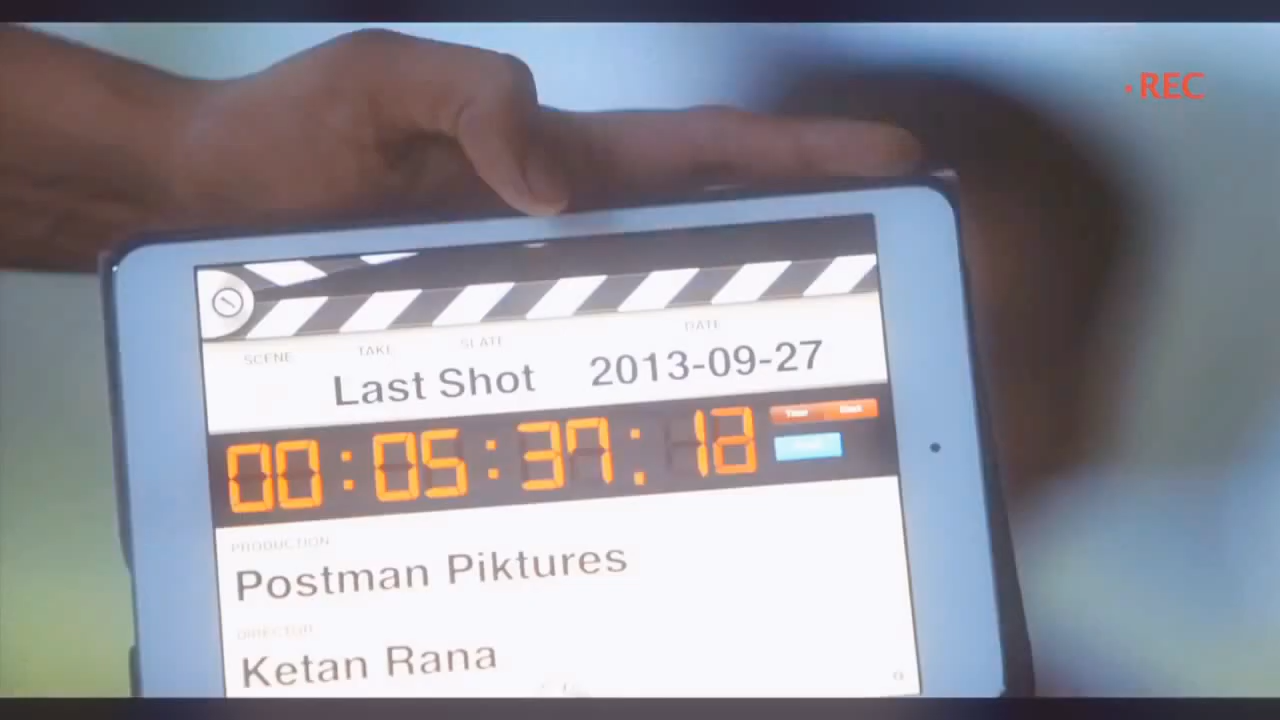 REC
SCENE TAKE SLATE DATE
Last Shot 2013-09-27
00:05:37:12
PRODUCTION
Postman Piktures
DIRECTOR
Ketan Rana